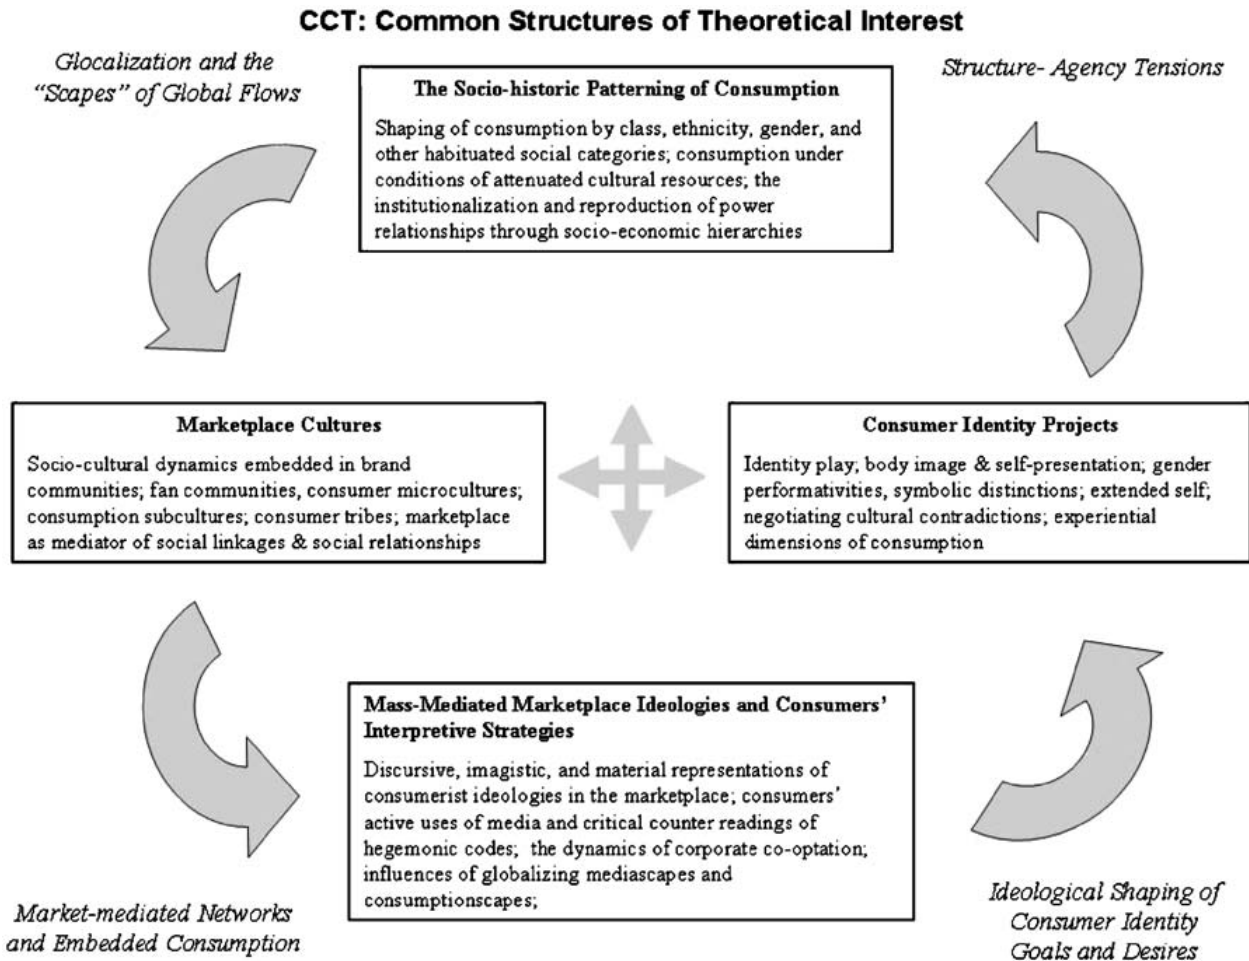 CCT: Common Structures of Theoretical Interest
Glocalization and the
“Scapes” of Global Flows
Structure- Agency Tensions
The Socio-historic Patterning of Consumption
Shaping of consumption by class, ethnicity, gender, and
other habituated social categories; consumption under
conditions of attenuated cultural resources; the
institutionalization and reproduction of power
relationships through socio-economic hierarchies
Marketplace Cultures
Socio-cultural dynamics embedded in brand
communities; fan communities, consumer microcultures;
consumption subcultures; consumer tribes; marketplace
as mediator of social linkages & social relationships
Consumer Identity Projects
Identity play; body image & self-presentation; gender
performativities, symbolic distinctions; extended self;
negotiating cultural contradictions; experiential
dimensions of consumption
Mass-Mediated Marketplace Ideologies and Consumers’
Interpretive Strategies
Discursive, imagistic, and material representations of
consumerist ideologies in the marketplace; consumers’
active uses of media and critical counter readings of
hegemonic codes; the dynamics of corporate co-optation;
influences of globalizing mediascapes and
consumptionscapes;
Market-mediated Networks
and Embedded Consumption
Ideological Shaping of
Consumer Identity
Goals and Desires